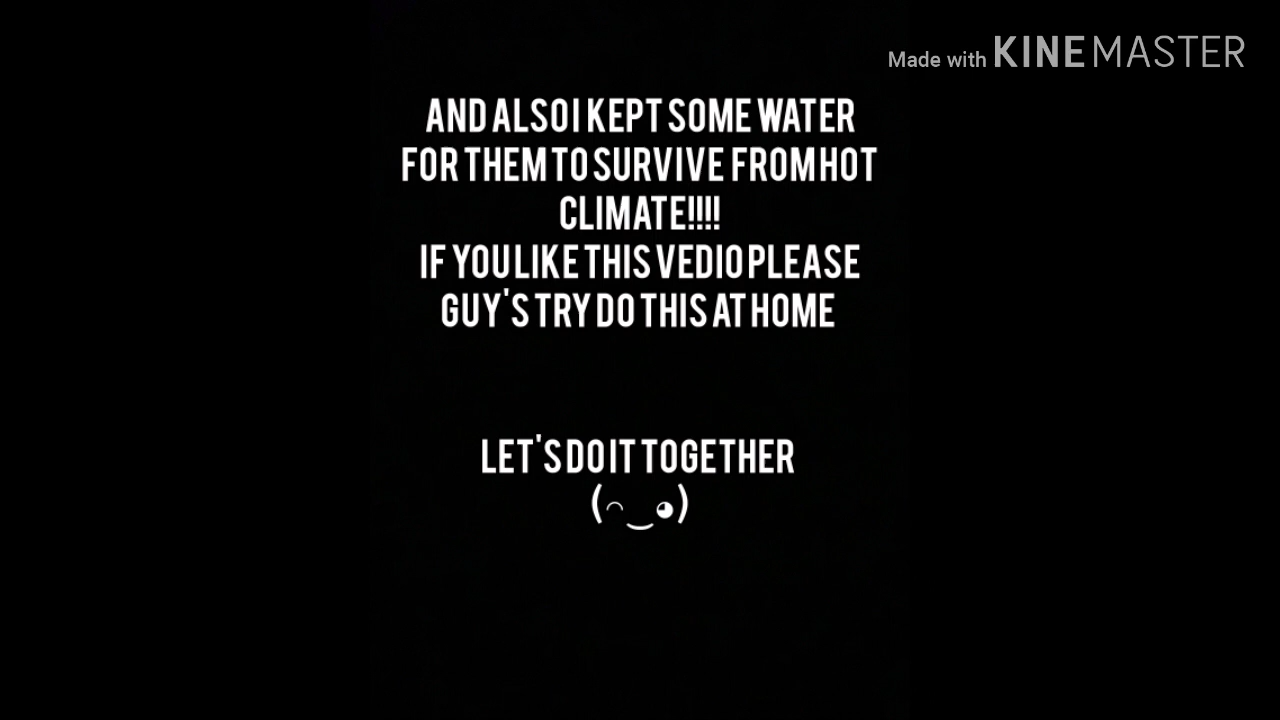 Made with KINEMASTER
AND ALSO I KEPT SOME WATER
FOR THEM TO SURVIVE FROM HOT
CLIMATE!!!!
IF YOU LIKE THIS VEDIO PLEASE
GUY'S TRY DO THIS AT HOME
LET'S DO IT TOGETHER
(◠‿◕)